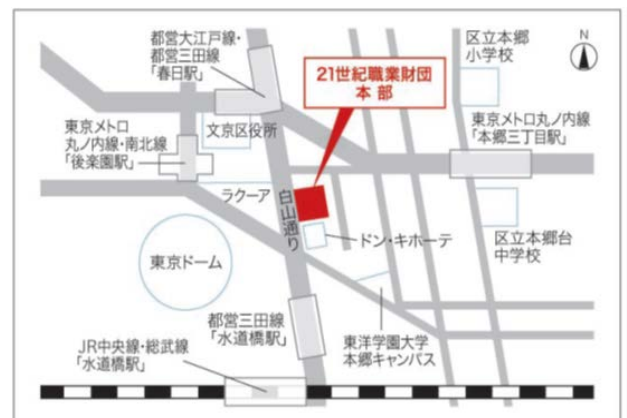 都営大江戸線・
都営三田線
「春日駅」
21世紀職業財団
本部
区立本郷
小学校
N
東京メトロ
丸ノ内線・南北線
「後楽園駅」
文京区役所
東京メトロ丸ノ内線
「本郷三丁目駅」
ラクーア
白山通り
ドン・キホーテ
区立本郷台
中学校
東京ドーム
都営三田線
「水道橋駅」
東洋学園大学
本郷キャンパス
JR中央線・総武線
「水道橋駅」